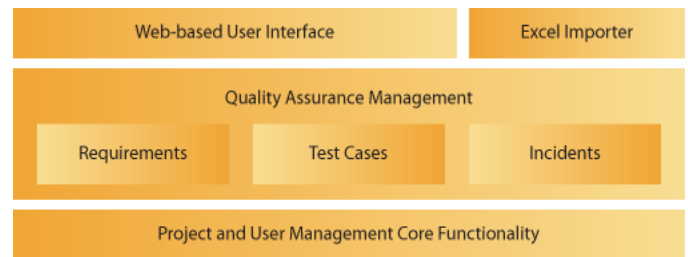 Web-based User Interface
Excel Importer
Quality Assurance Management
Requirements
Test Cases
Incidents
Project and User Management Core Functionality